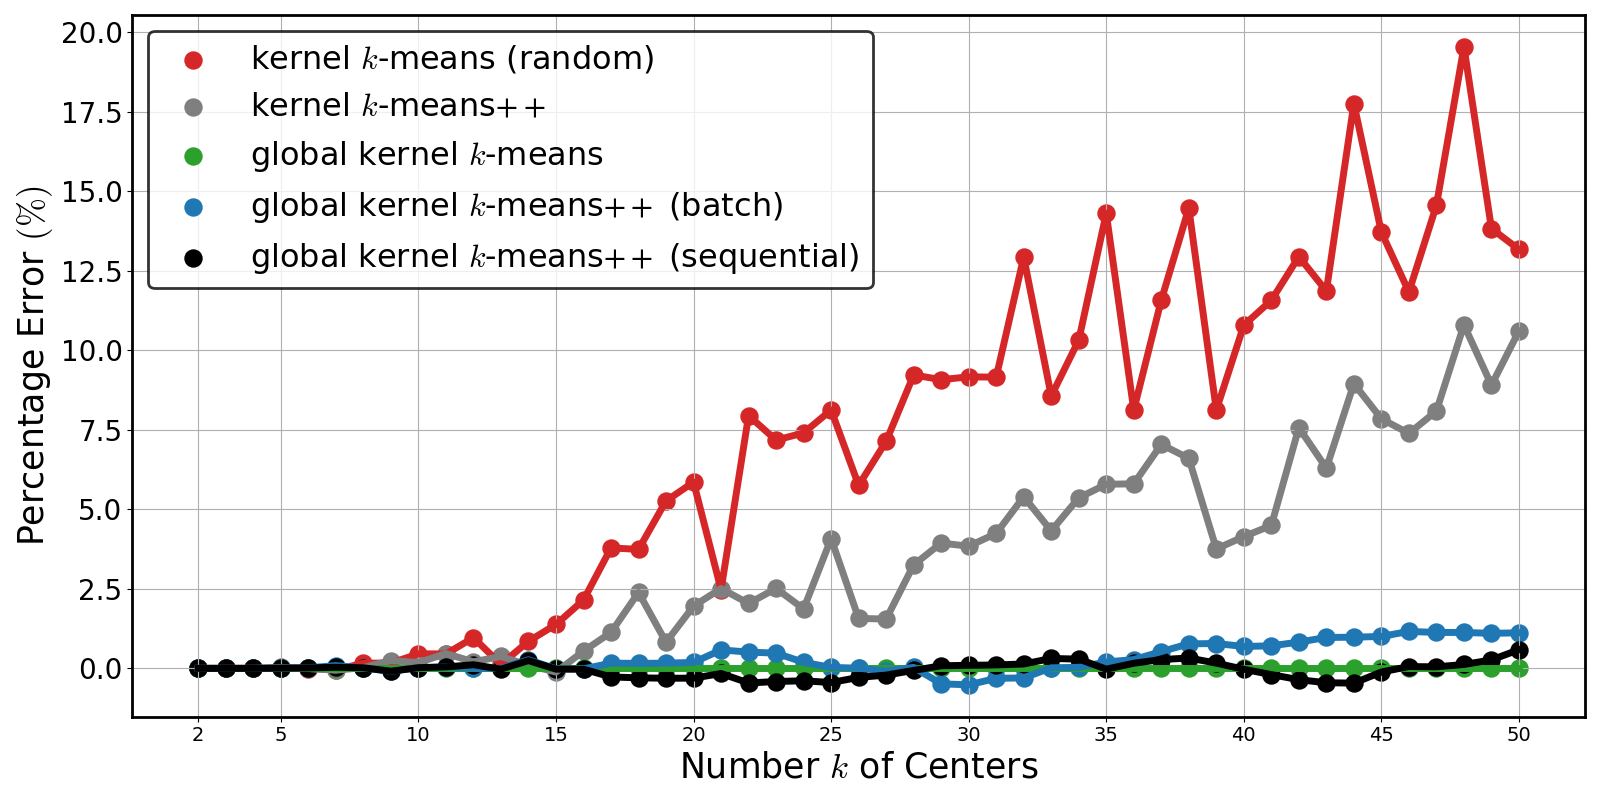 20.0
17.5
15.0
12.5
10.0
7.5
5.0
2.5
0.0
Percentage Error (%)
kernel k-means (random)
kernel k-means++
global kernel k-means
global kernel k-means++ (batch)
global kernel k-means++ (sequential)
2 5 10 15 20 25 30 35 40 45 50
Number k of Centers